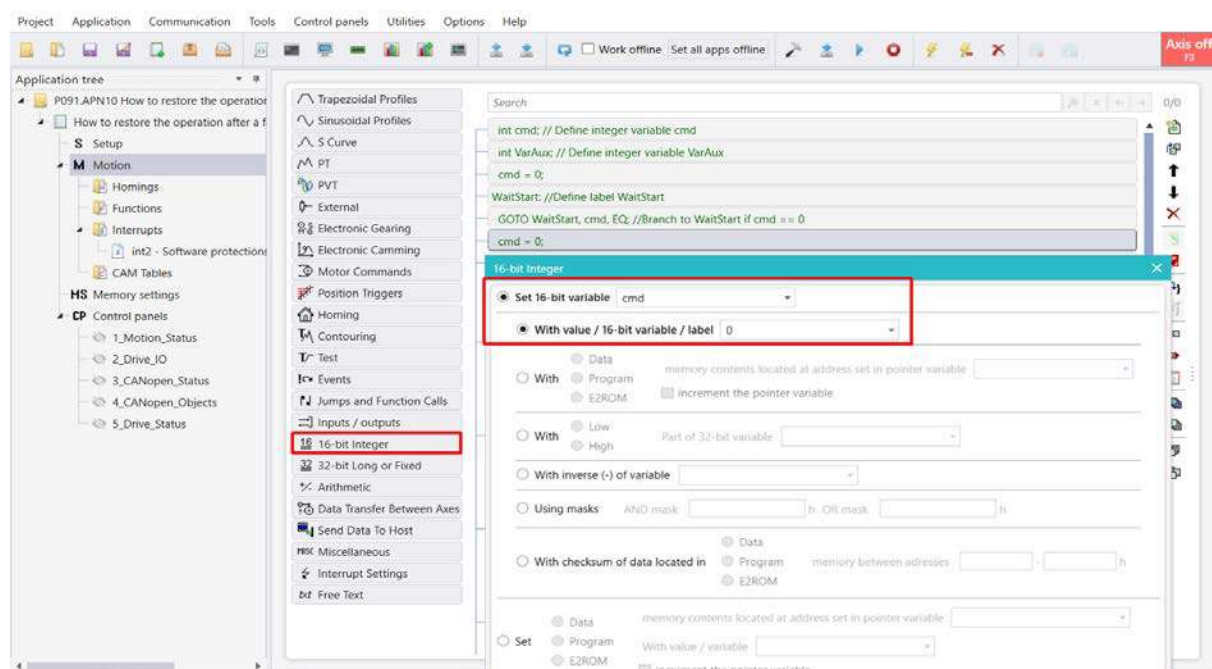 Project Application Communication Tools Control panels Utilities Options Help
Work offline Set all apps offline
Axis off
F3
Application tree
P091.APN10 How to restore the operation
How to restore the operation after a f
S Setup
M Motion
Homings
Functions
Interrupts
int2 - Software protections
CAM Tables
HS Memory settings
CP Control panels
1_Motion_Status
2_Drive_IO
3_CANopen_Status
4_CANopen_Objects
5_Drive_Status
Trapezoidal Profiles
Sinusoidal Profiles
S Curve
PT
PVT
External
Electronic Gearing
Electronic Camming
Motor Commands
Position Triggers
Homing
Contouring
Test
Events
Jumps and Function Calls
Inputs / outputs
16 16-bit Integer
32 32-bit Long or Fixed
Arithmetic
Data Transfer Between Axes
Send Data To Host
MISC Miscellaneous
Interrupt Settings
txt Free Text
Search
0/0
int cmd; // Define integer variable cmd
int VarAux; // Define integer variable VarAux
cmd = 0;
WaitStart: //Define label WaitStart
GOTO WaitStart, cmd, EQ; //Branch to WaitStart if cmd == 0
cmd = 0;
16-bit Integer
Set 16-bit variable cmd
With value / 16-bit variable / label 0
With
Data
Program
E2ROM
memory contents located at address set in pointer variable
increment the pointer variable
With
Low
High
Part of 32-bit variable
With inverse (-) of variable
Using masks AND mask h OR mask h
With checksum of data located in
Data
Program
E2ROM
memory between adresses - h
Set
Data
Program
E2ROM
memory contents located at address set in pointer variable
With value / variable
increment the pointer variable